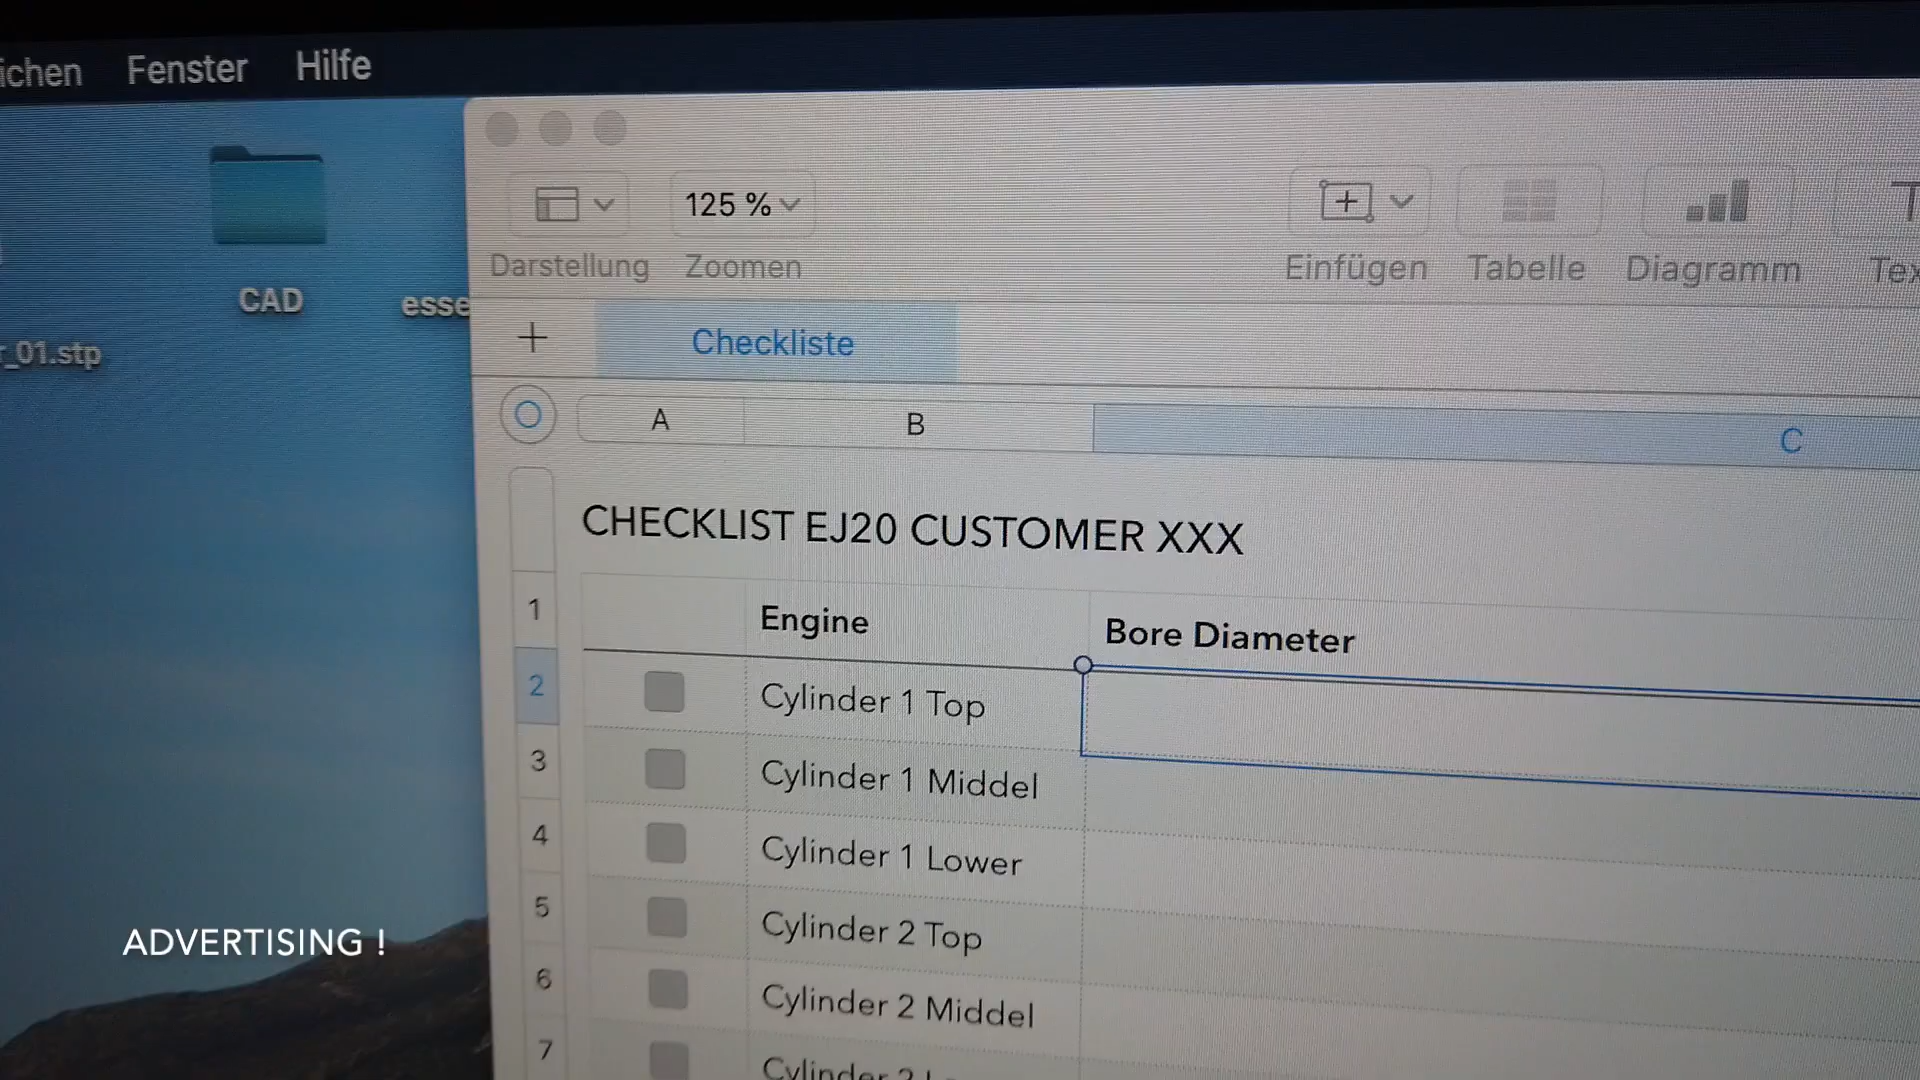 Fenster Hilfe
125 %
Darstellung Zoomen Einfügen Tabelle Diagramm
CAD
_01.stp
+ Checkliste
A B C
CHECKLIST EJ20 CUSTOMER XXX
1 Engine Bore Diameter
2 Cylinder 1 Top
3 Cylinder 1 Middel
4 Cylinder 1 Lower
5 Cylinder 2 Top
6 Cylinder 2 Middel
7 Cylinder 2
ADVERTISING !